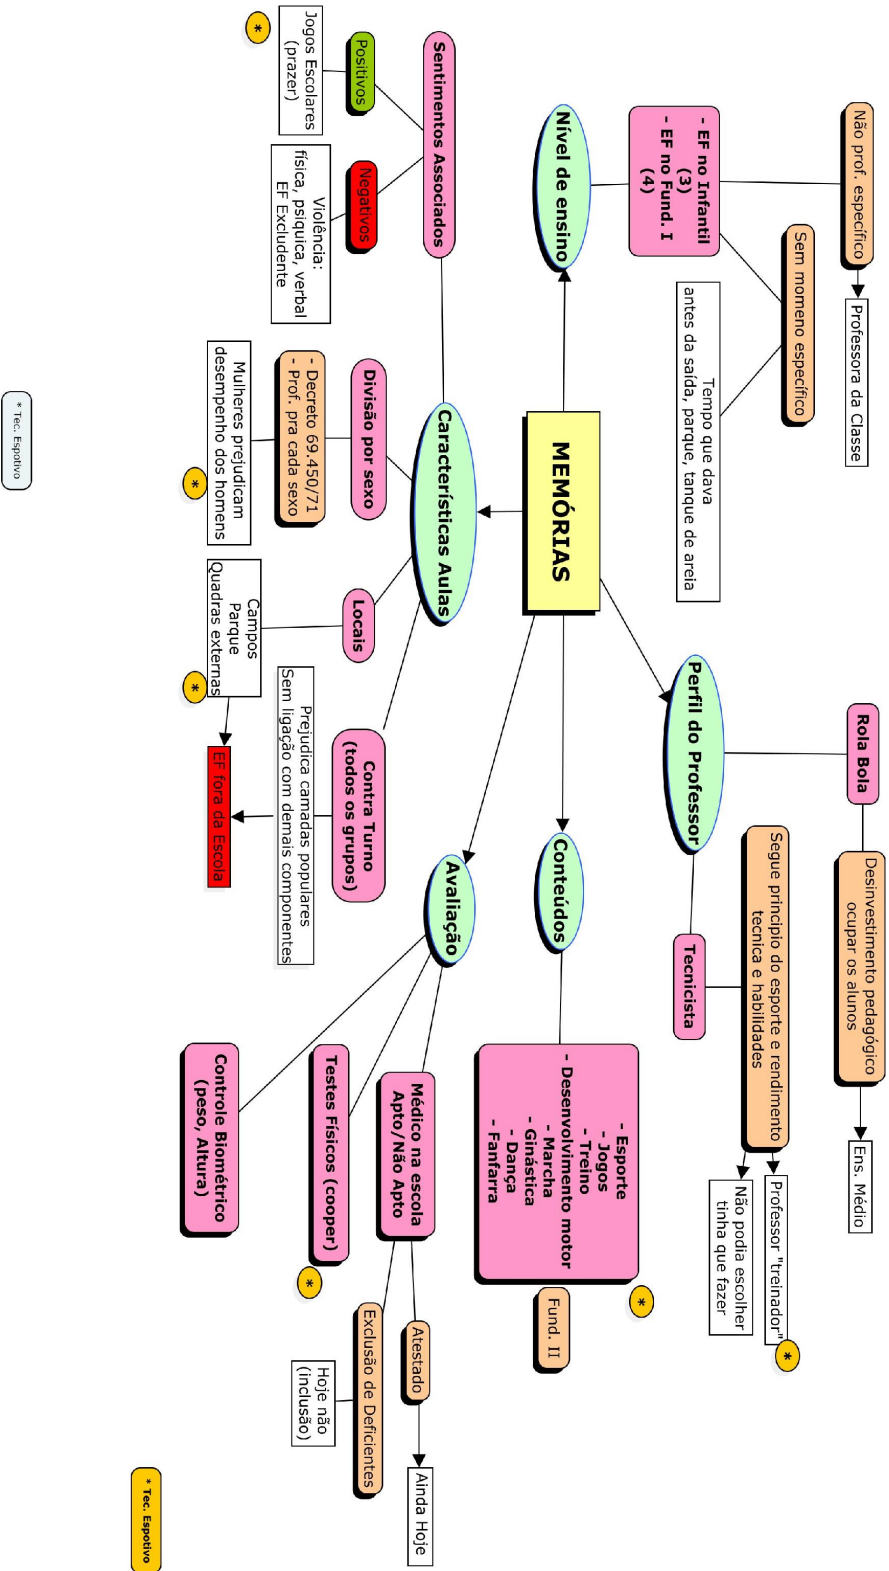 Não prof. específico
Professora da Classe
Sem momeno específico
- EF no Infantil
(3)
- EF no Fund. I
(4)
Tempo que dava
antes da saída, parque, tanque de areia
Nível de ensino
MEMÓRIAS
Rola Bola
Desinvestimento pedagógico
ocupar os alunos
Ens. Médio
Perfil do Professor
Segue principio do esporte e rendimento
tecnica e habilidades
Tecnicista
Professor "treinador"
*
Não podia escolher
tinha que fazer
Conteúdos
- Esporte
- Jogos
- Treino
- Desenvolvimento motor
- Marcha
- Ginástica
- Dança
- Fanfarra
*
Fund. II
Sentimentos Associados
Positivos
Jogos Escolares
(prazer)
*
Negativos
Violência:
física, psiquica, verbal
EF Excludente
Características Aulas
Divisão por sexo
- Decreto 69.450/71
- Prof. pra cada sexo
Mulheres prejudicam
desempenho dos homens
*
Locais
Campos
Parque
Quadras externas
*
Contra Turno
(todos os grupos)
Prejudica camadas populares
Sem ligação com demais componentes
EF fora da Escola
Avaliação
Médico na escola
Apto/Não Apto
Atestado
Ainda Hoje
Exclusão de Deficientes
Hoje não
(inclusão)
Testes Físicos (cooper)
*
Controle Biométrico
(peso, Altura)
* Tec. Espotivo
* Tec. Espotivo